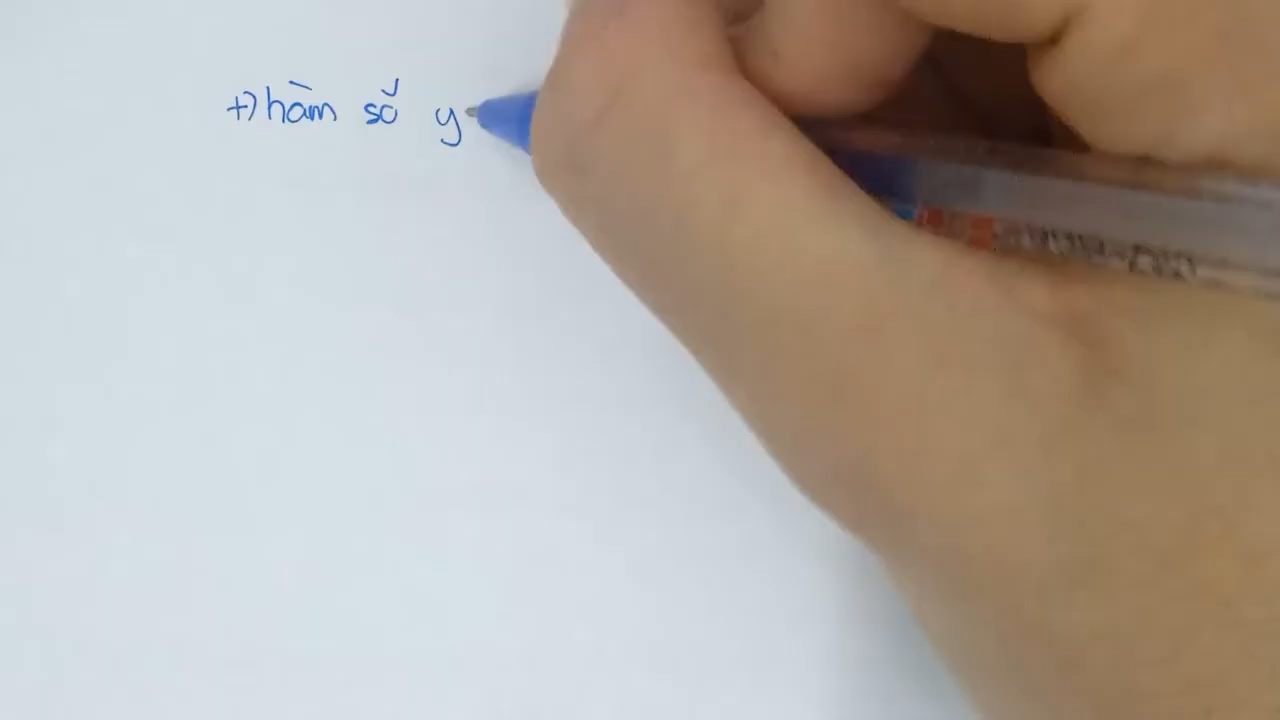 +) hàm số y